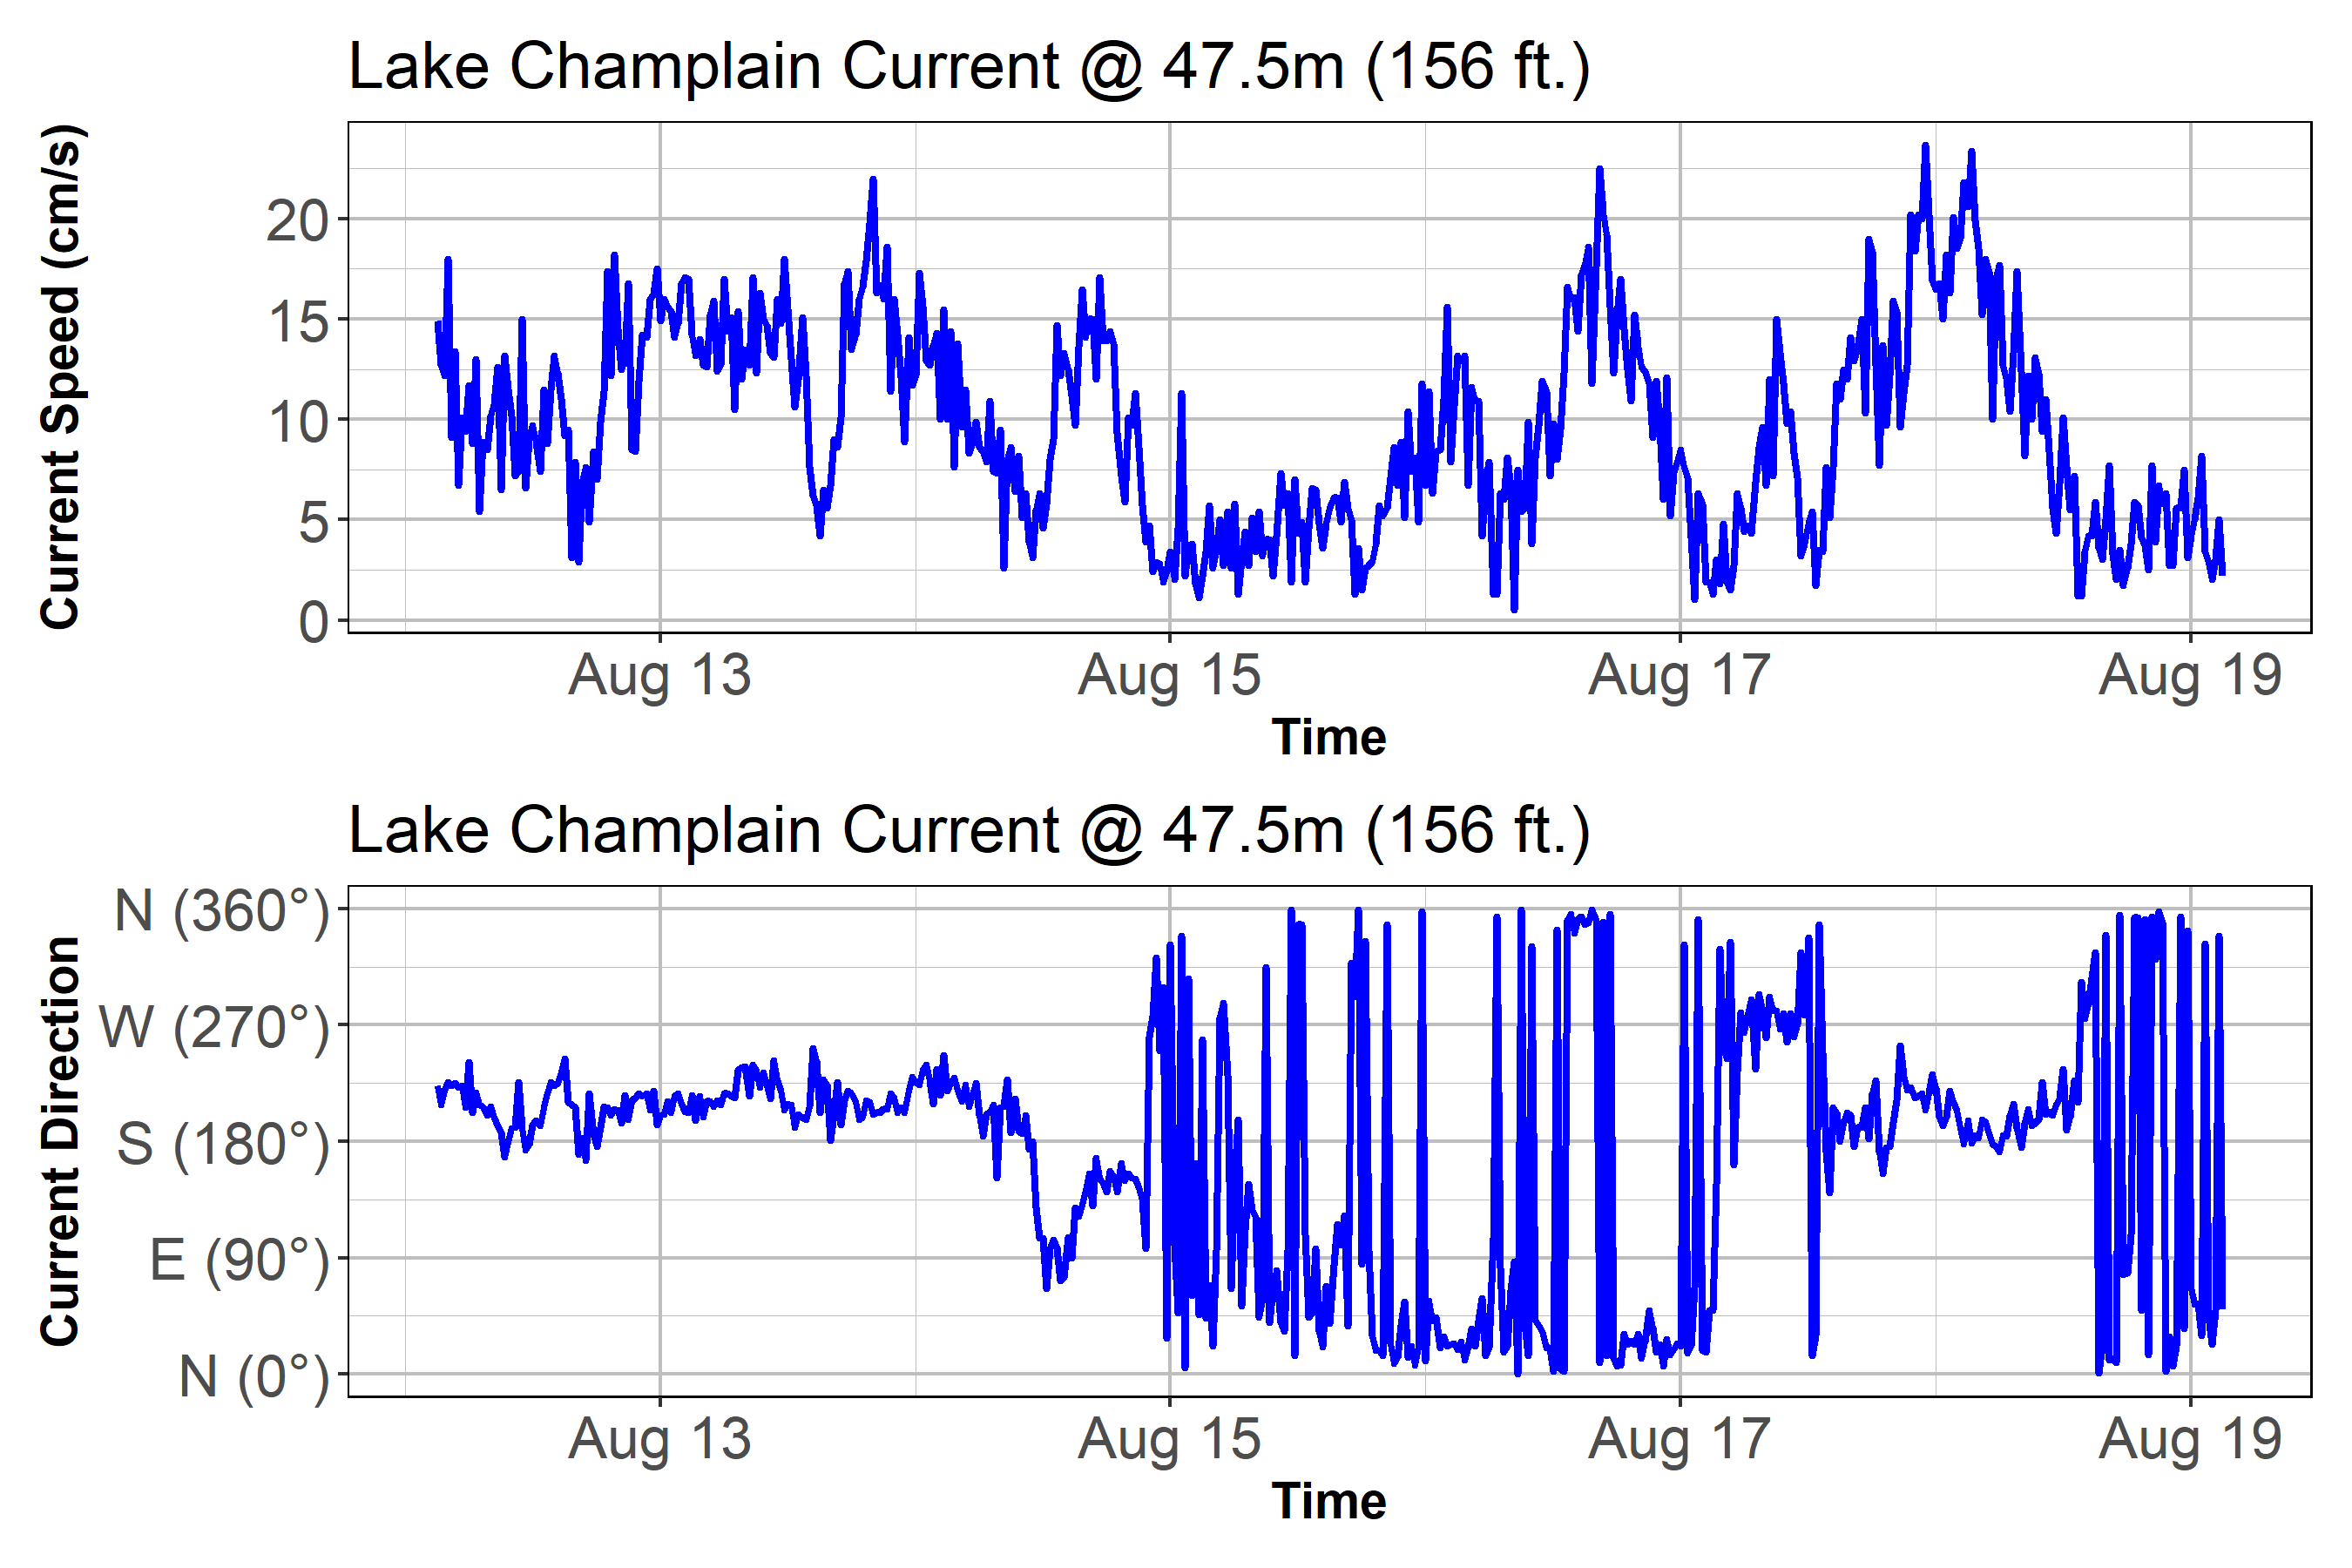 Lake Champlain Current @ 47.5m (156 ft.)
Current Speed (cm/s)
20
15
10
5
0
Aug 13 Aug 15 Aug 17 Aug 19
Time
Lake Champlain Current @ 47.5m (156 ft.)
Current Direction
N (360°)
W (270°)
S (180°)
E (90°)
N (0°)
Aug 13 Aug 15 Aug 17 Aug 19
Time